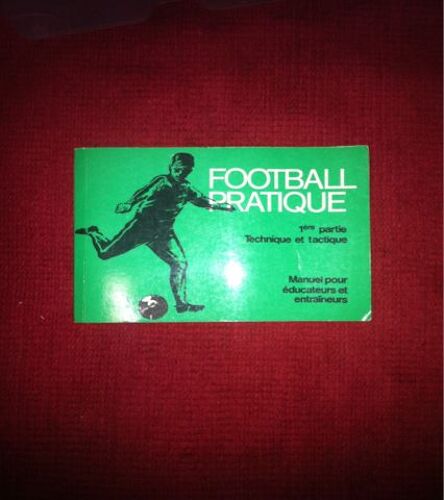 FOOTBALL
PRATIQUE
1ère partie
Technique et tactique
Manuel pour
éducateurs et
entraîneurs